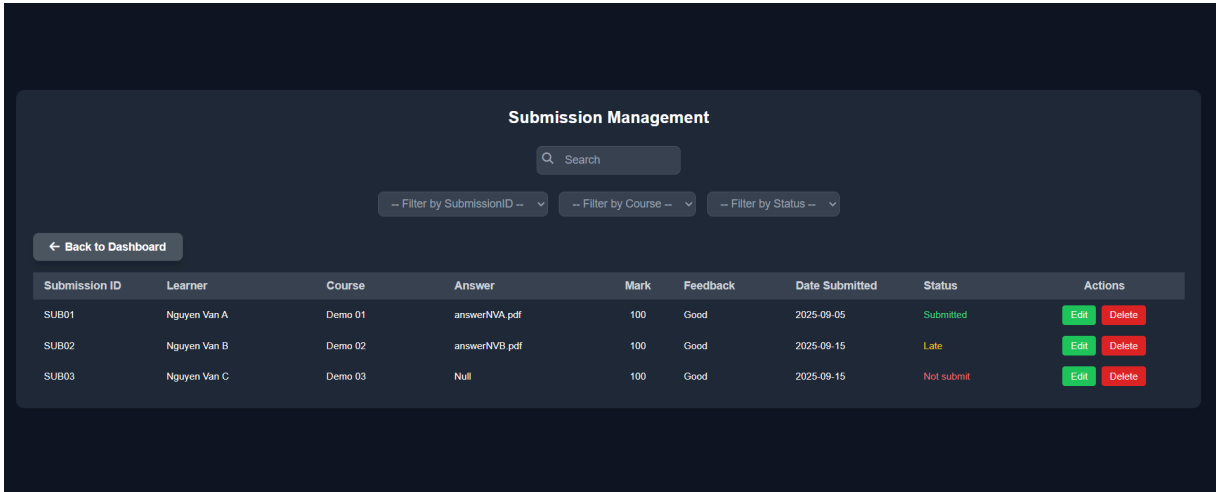 Submission Management
Search
-- Filter by SubmissionID -- -- Filter by Course -- -- Filter by Status --
← Back to Dashboard
Submission ID Learner Course Answer Mark Feedback Date Submitted Status Actions
SUB01 Nguyen Van A Demo 01 answerNVA.pdf 100 Good 2025-09-05 Submitted Edit Delete
SUB02 Nguyen Van B Demo 02 answerNVB.pdf 100 Good 2025-09-15 Late Edit Delete
SUB03 Nguyen Van C Demo 03 Null 100 Good 2025-09-15 Not submit Edit Delete